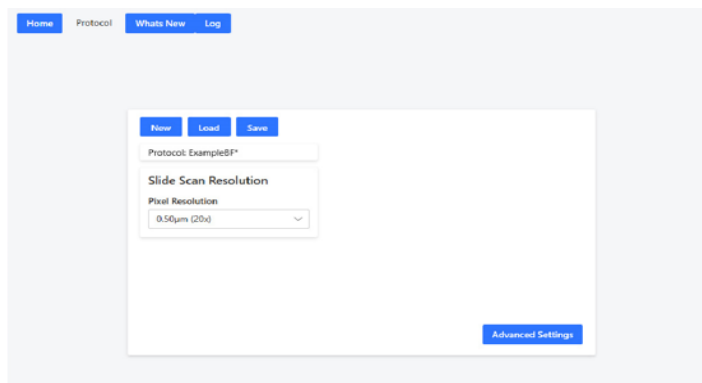 Home Protocol Whats New Log
New Load Save
Protocol: ExampleBF*
Slide Scan Resolution
Pixel Resolution
0.50µm (20x)
Advanced Settings